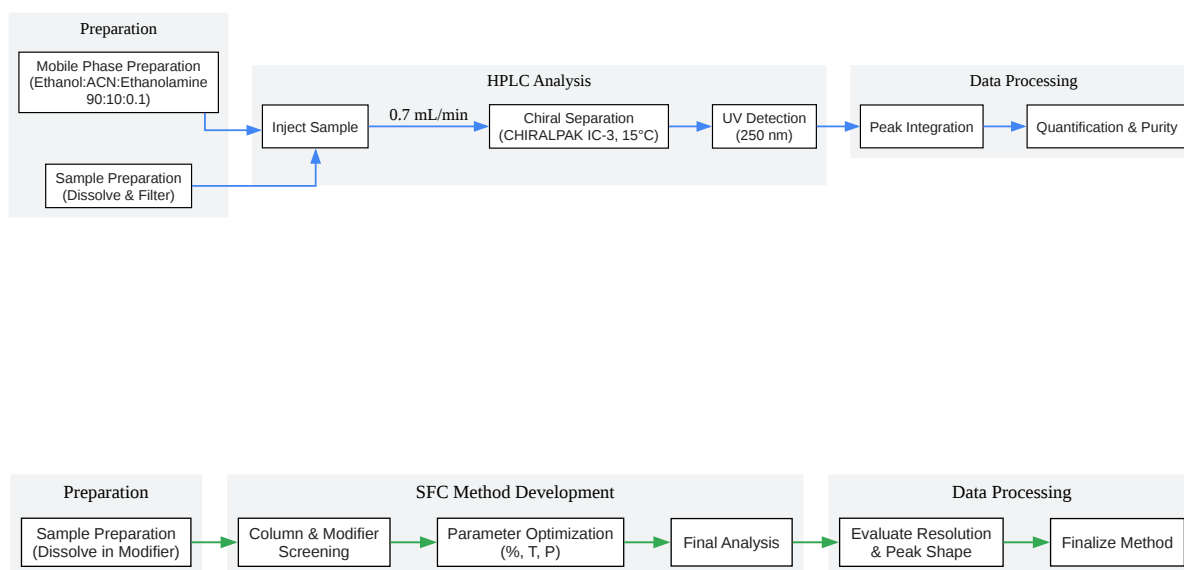 Preparation
Mobile Phase Preparation
(Ethanol:ACN:Ethanolamine
90:10:0.1)
Sample Preparation
(Dissolve & Filter)
HPLC Analysis
Inject Sample
0.7 mL/min
Chiral Separation
(CHIRALPAK IC-3, 15°C)
UV Detection
(250 nm)
Data Processing
Peak Integration
Quantification & Purity
Preparation
Sample Preparation
(Dissolve in Modifier)
SFC Method Development
Column & Modifier
Screening
Parameter Optimization
(%, T, P)
Final Analysis
Data Processing
Evaluate Resolution
& Peak Shape
Finalize Method